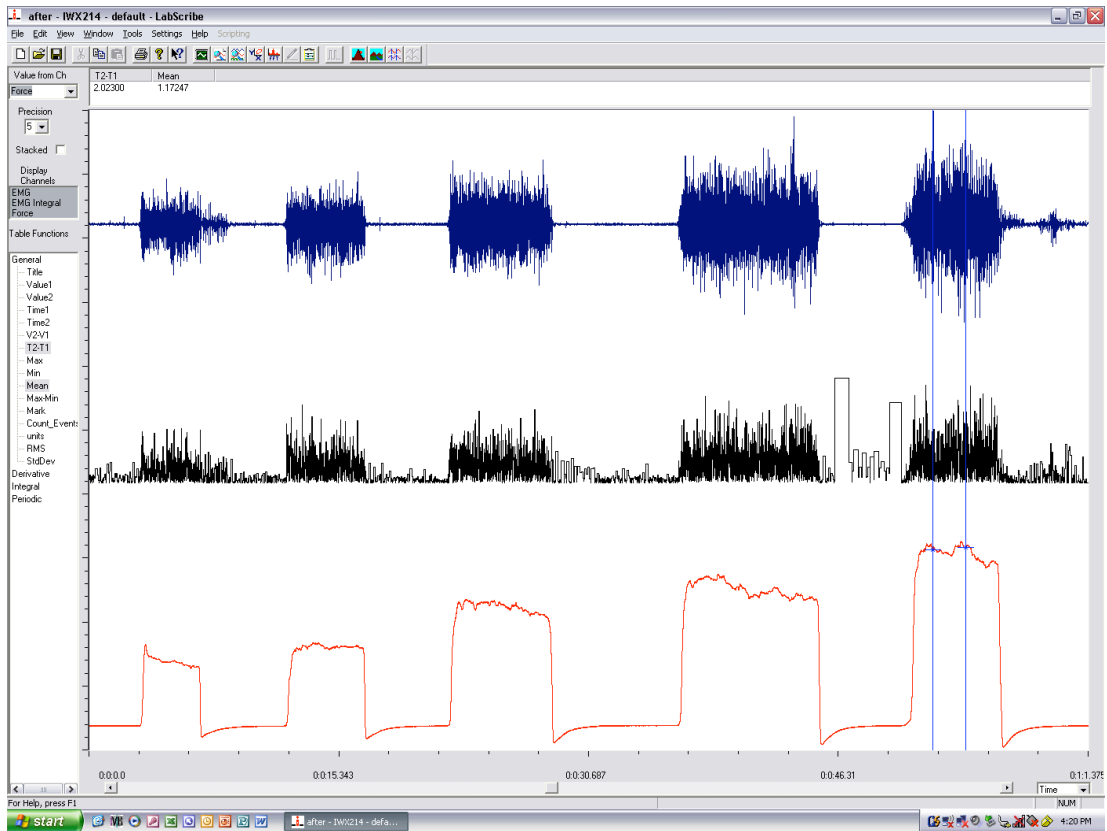 after - IWX214 - default - LabScribe
File Edit View Window Tools Settings Help Scripting
Value from Ch
Force
T2-T1 Mean
2.02300 1.17247
Precision
5
Stacked
Display
Channels
EMG
EMG Integral
Force
Table Functions
General
Title
Value1
Value2
Time1
Time2
V2-V1
T2-T1
Max
Min
Mean
Max-Min
Mark
Count_Events
units
RMS
StdDev
Derivative
Integral
Periodic
0:0:0.0 0:0:15.343 0:0:30.687 0:0:46.31 0:1:1.375
Time
For Help, press F1
NUM
start
after - IWX214 - defa...
4:20 PM